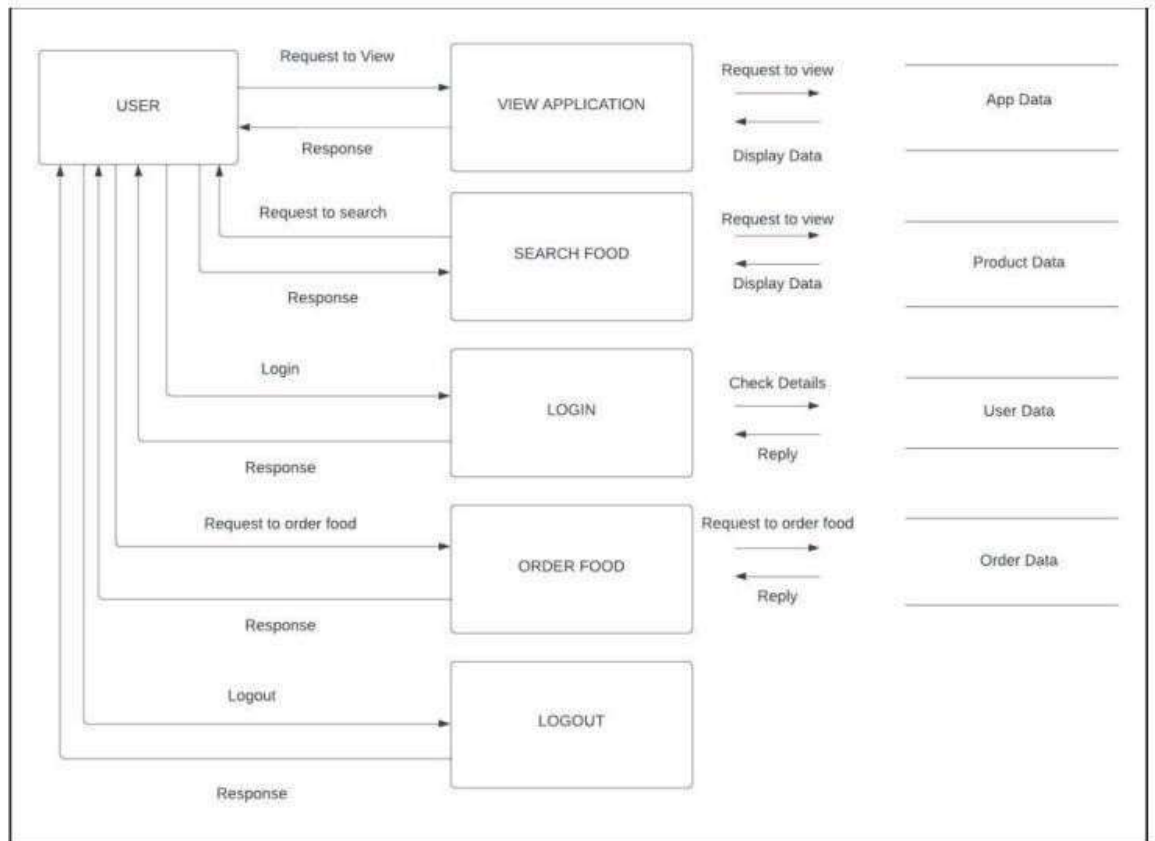 Request to View
USER
VIEW APPLICATION
Response
Request to view
Display Data
App Data
Request to search
SEARCH FOOD
Response
Request to view
Display Data
Product Data
Login
LOGIN
Response
Check Details
Reply
User Data
Request to order food
ORDER FOOD
Response
Request to order food
Reply
Order Data
Logout
LOGOUT
Response